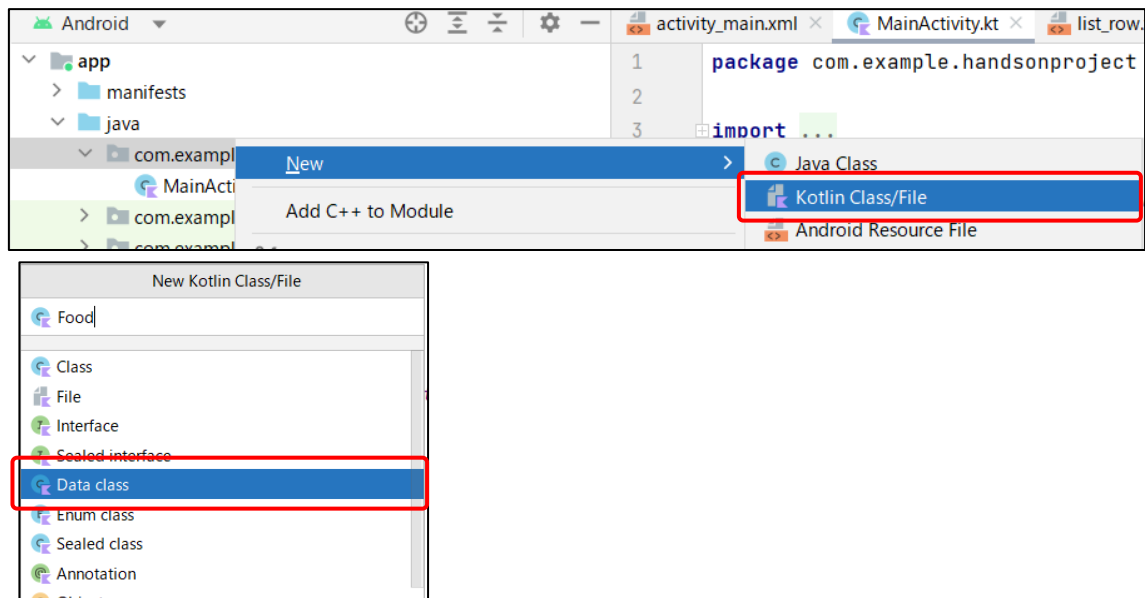 Android
activity_main.xml MainActivity.kt list_row.
app
1 package com.example.handsonproject
manifests
2
java
3 import ...
com.exampl
New
Java Class
MainActi
Kotlin Class/File
com.exampl
Add C++ to Module
Android Resource File
com.exampl
New Kotlin Class/File
Food
Class
File
Interface
Sealed interface
Data class
Enum class
Sealed class
Annotation